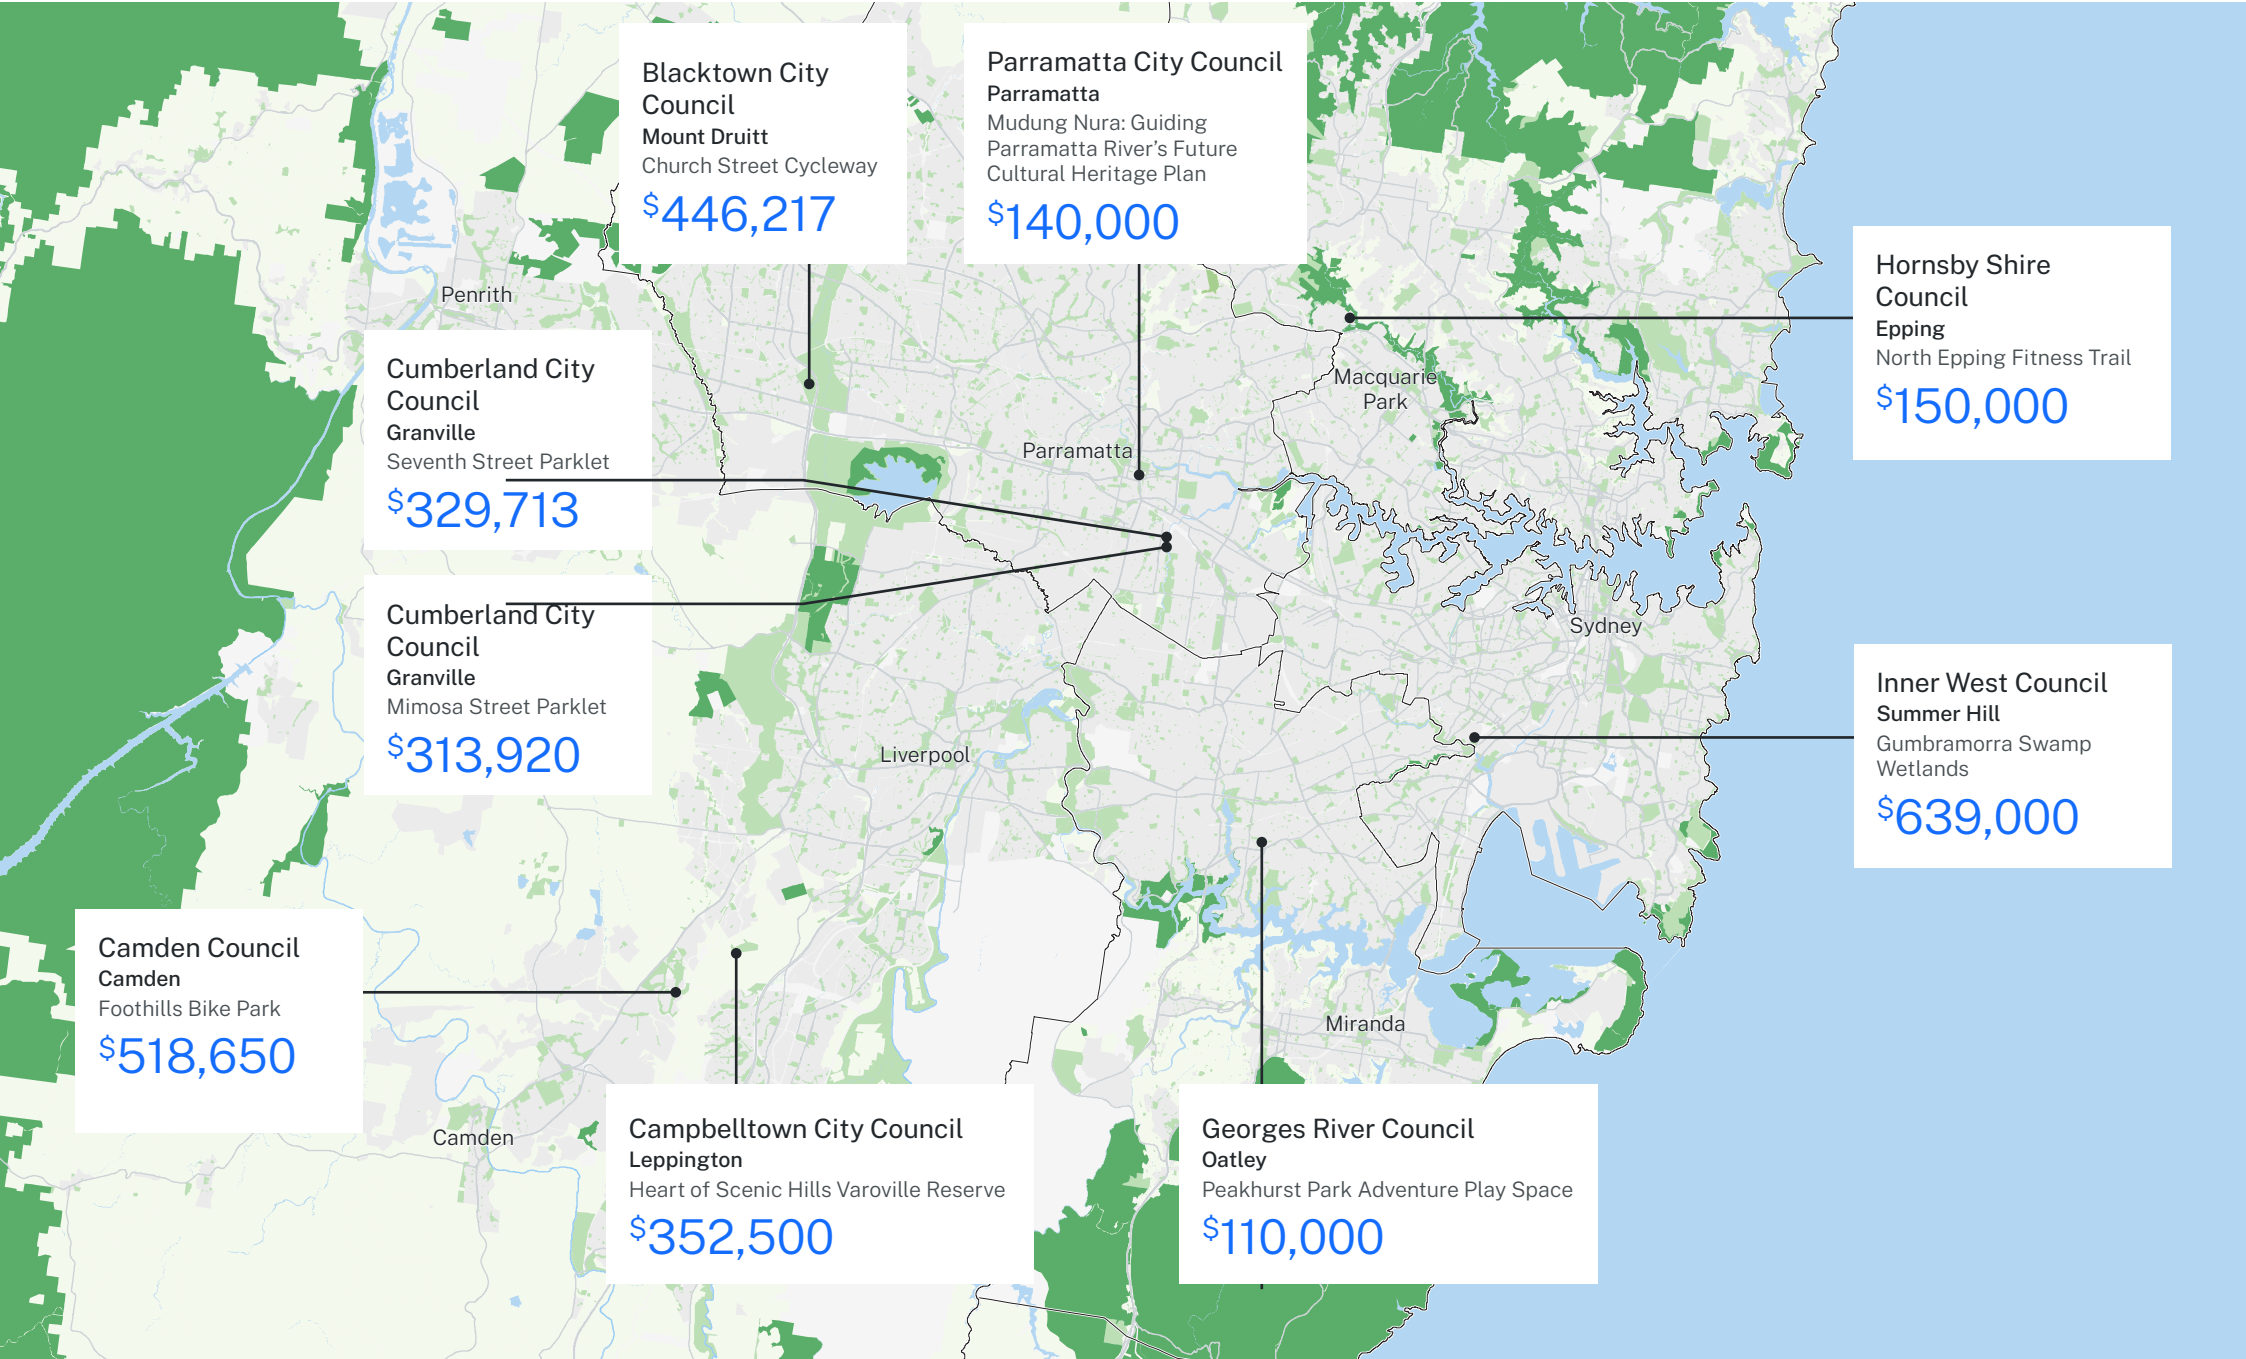 Blacktown City
Council
Mount Druitt
Church Street Cycleway
$446,217
Parramatta City Council
Parramatta
Mudung Nura: Guiding
Parramatta River’s Future
Cultural Heritage Plan
$140,000
Hornsby Shire
Council
Epping
North Epping Fitness Trail
$150,000
Penrith
Cumberland City
Council
Granville
Seventh Street Parklet
$329,713
Macquarie
Park
Parramatta
Cumberland City
Council
Granville
Mimosa Street Parklet
$313,920
Sydney
Liverpool
Inner West Council
Summer Hill
Gumbramorra Swamp
Wetlands
$639,000
Camden Council
Camden
Foothills Bike Park
$518,650
Miranda
Camden
Campbelltown City Council
Leppington
Heart of Scenic Hills Varoville Reserve
$352,500
Georges River Council
Oatley
Peakhurst Park Adventure Play Space
$110,000